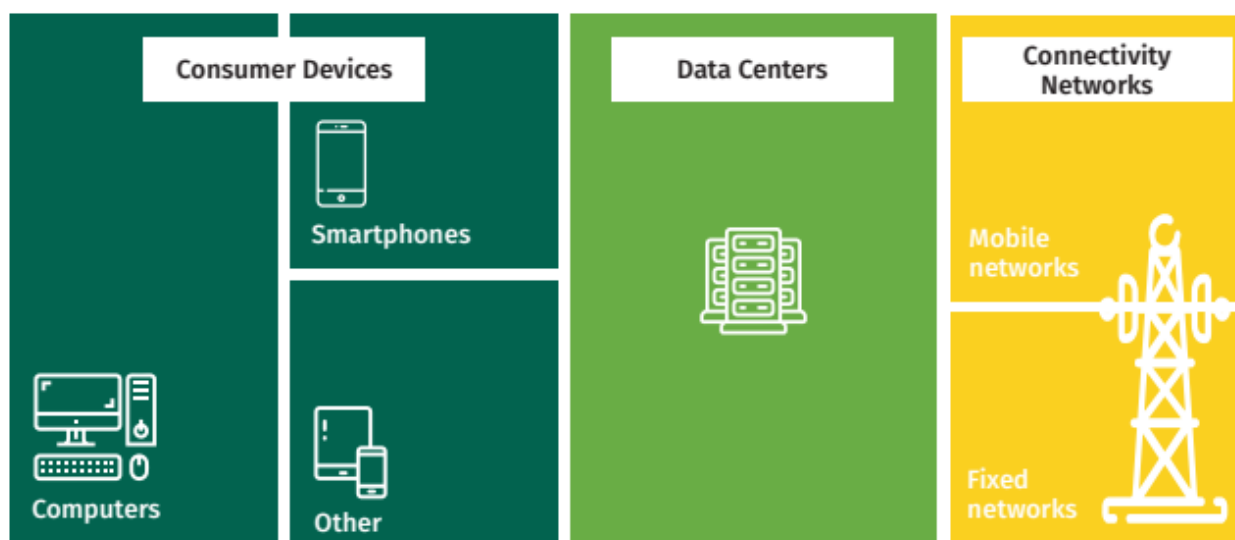 Consumer Devices
Smartphones
Computers
Other
Data Centers
Connectivity
Networks
Mobile
networks
Fixed
networks